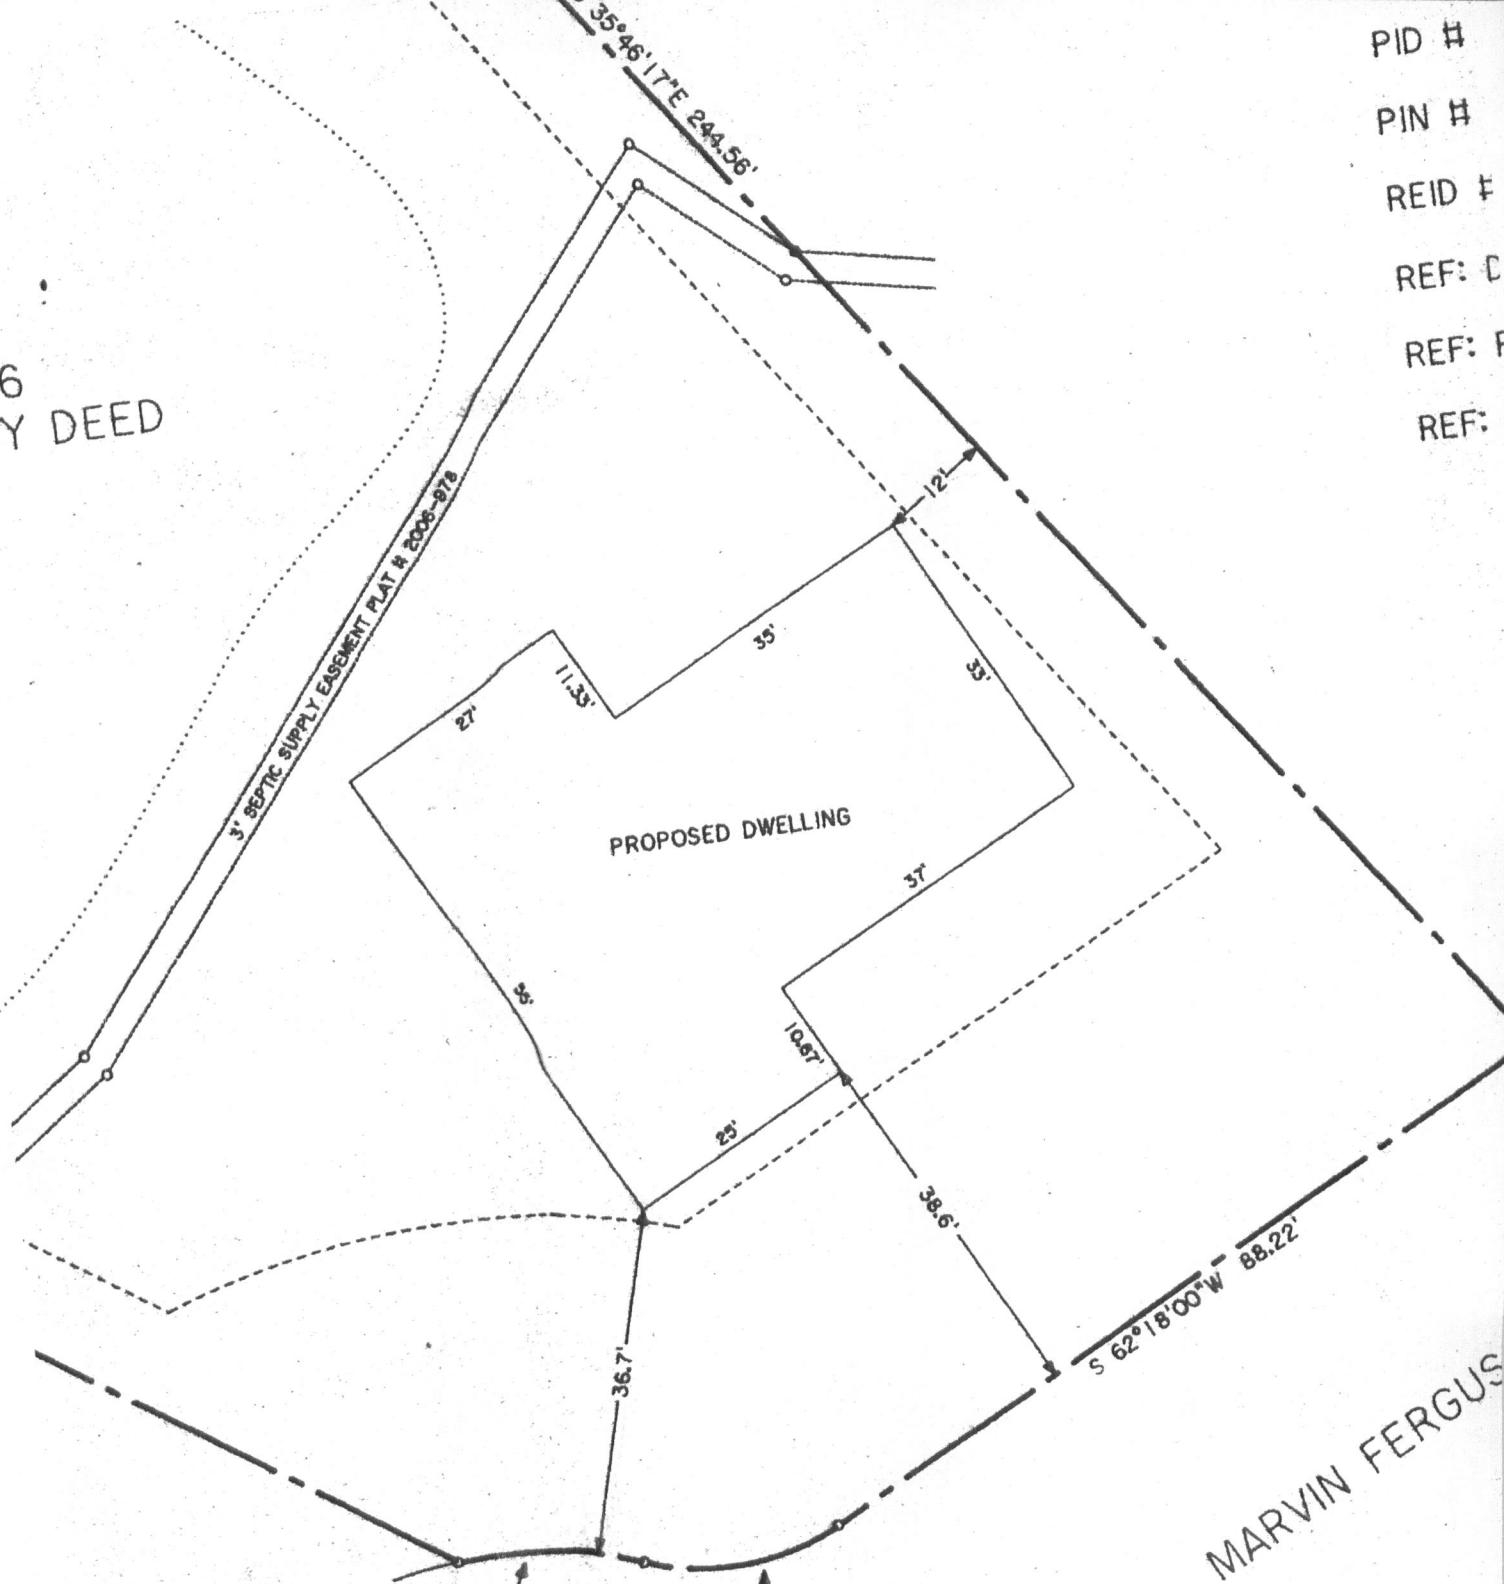 35°46'17"E 244.56'
PID #
PIN #
REID #
REF:
REF:
REF:
6
Y DEED
3' SEPTIC SUPPLY EASEMENT PLAT # 2006-978
12'
35'
33'
11.33'
27'
PROPOSED DWELLING
37'
10.67'
25'
38.6'
36.7'
S 62°18'00"W 88.22'
MARVIN FERGUS